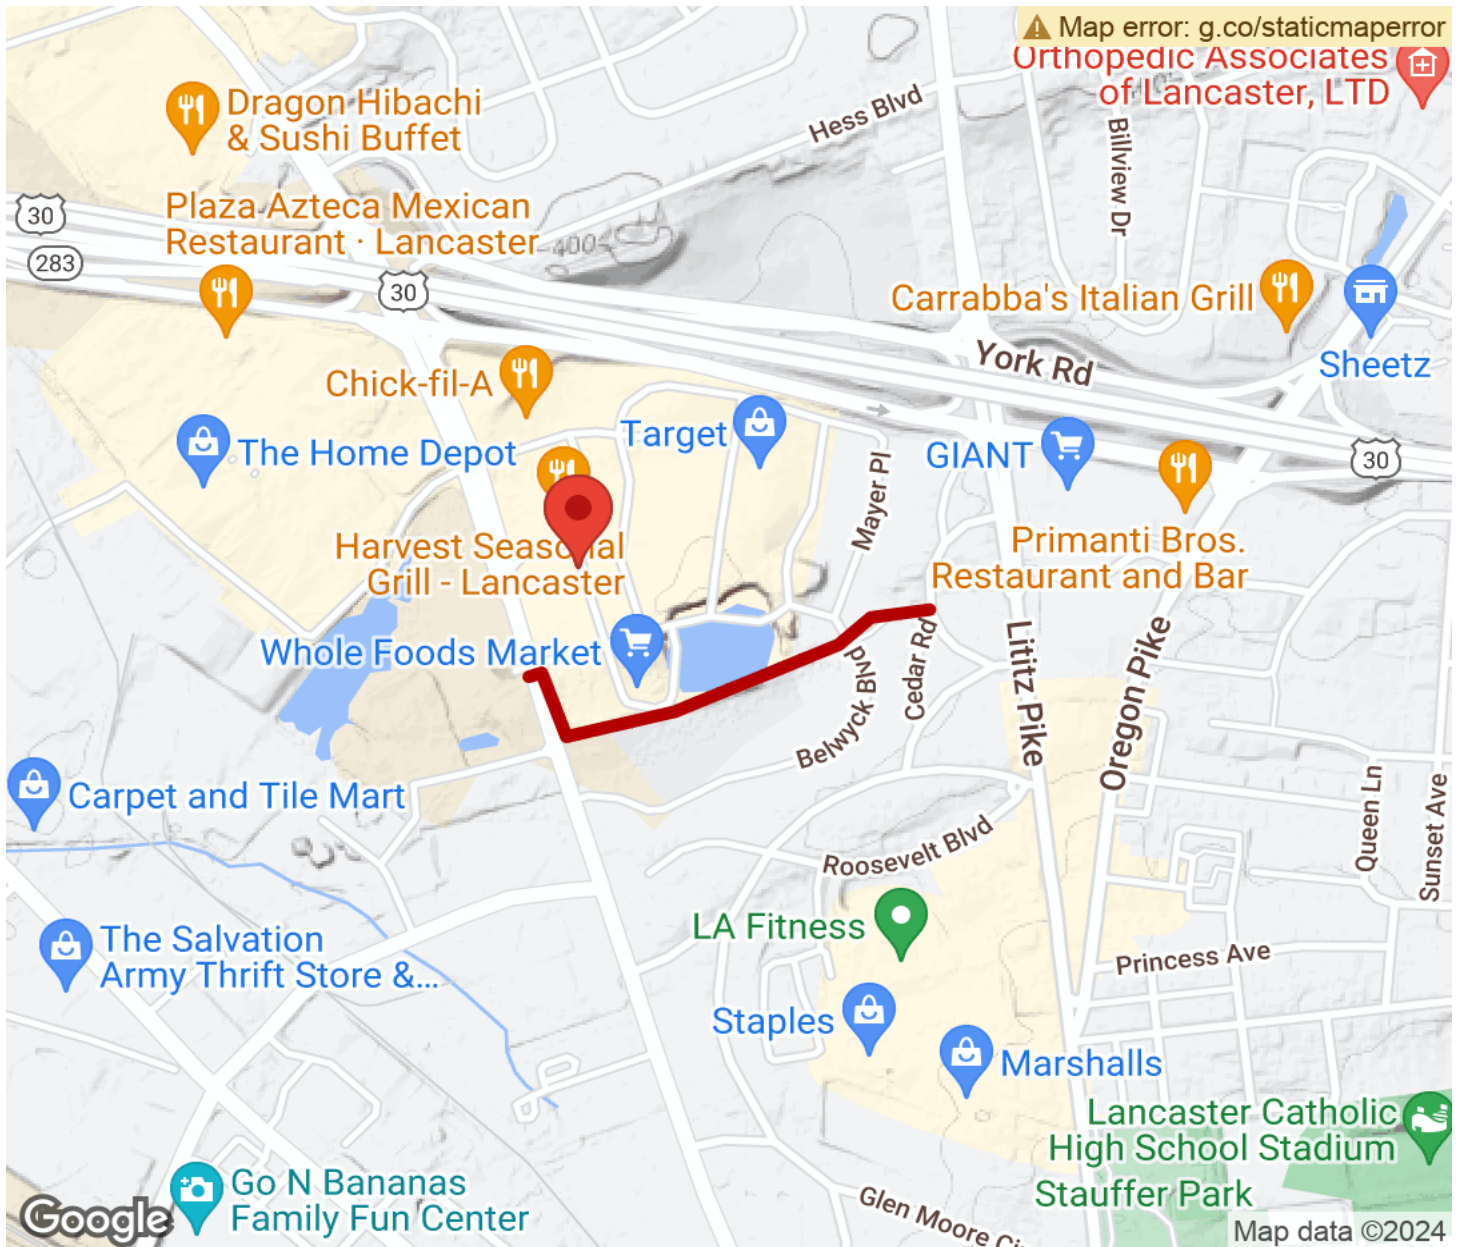 Map error: g.co/staticmaperror
Orthopedic Associates
of Lancaster, LTD
Dragon Hibachi
& Sushi Buffet
Hess Blvd
Billview Dr
30
283
Plaza Azteca Mexican
Restaurant · Lancaster
400
30
Carrabba's Italian Grill
York Rd
Sheetz
Chick-fil-A
Target
The Home Depot
GIANT
30
Mayer Pl
Harvest Seasonal
Grill - Lancaster
Primanti Bros.
Restaurant and Bar
Whole Foods Market
Belwyck Blvd
Cedar Rd
Lititz Pike
Oregon Pike
Queen Ln
Sunset Ave
Carpet and Tile Mart
Roosevelt Blvd
LA Fitness
The Salvation
Army Thrift Store &...
Princess Ave
Staples
Marshalls
Lancaster Catholic
High School Stadium
Stauffer Park
Go N Bananas
Family Fun Center
Glen Moore
Google
Map data ©2024